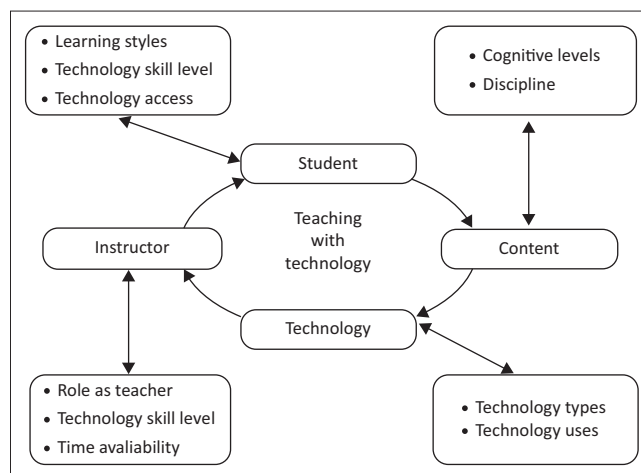 • Learning styles
• Technology skill level
• Technology access
• Cognitive levels
• Discipline
Student
Teaching
with
technology
Instructor
Content
Technology
• Role as teacher
• Technology skill level
• Time avaliability
• Technology types
• Technology uses